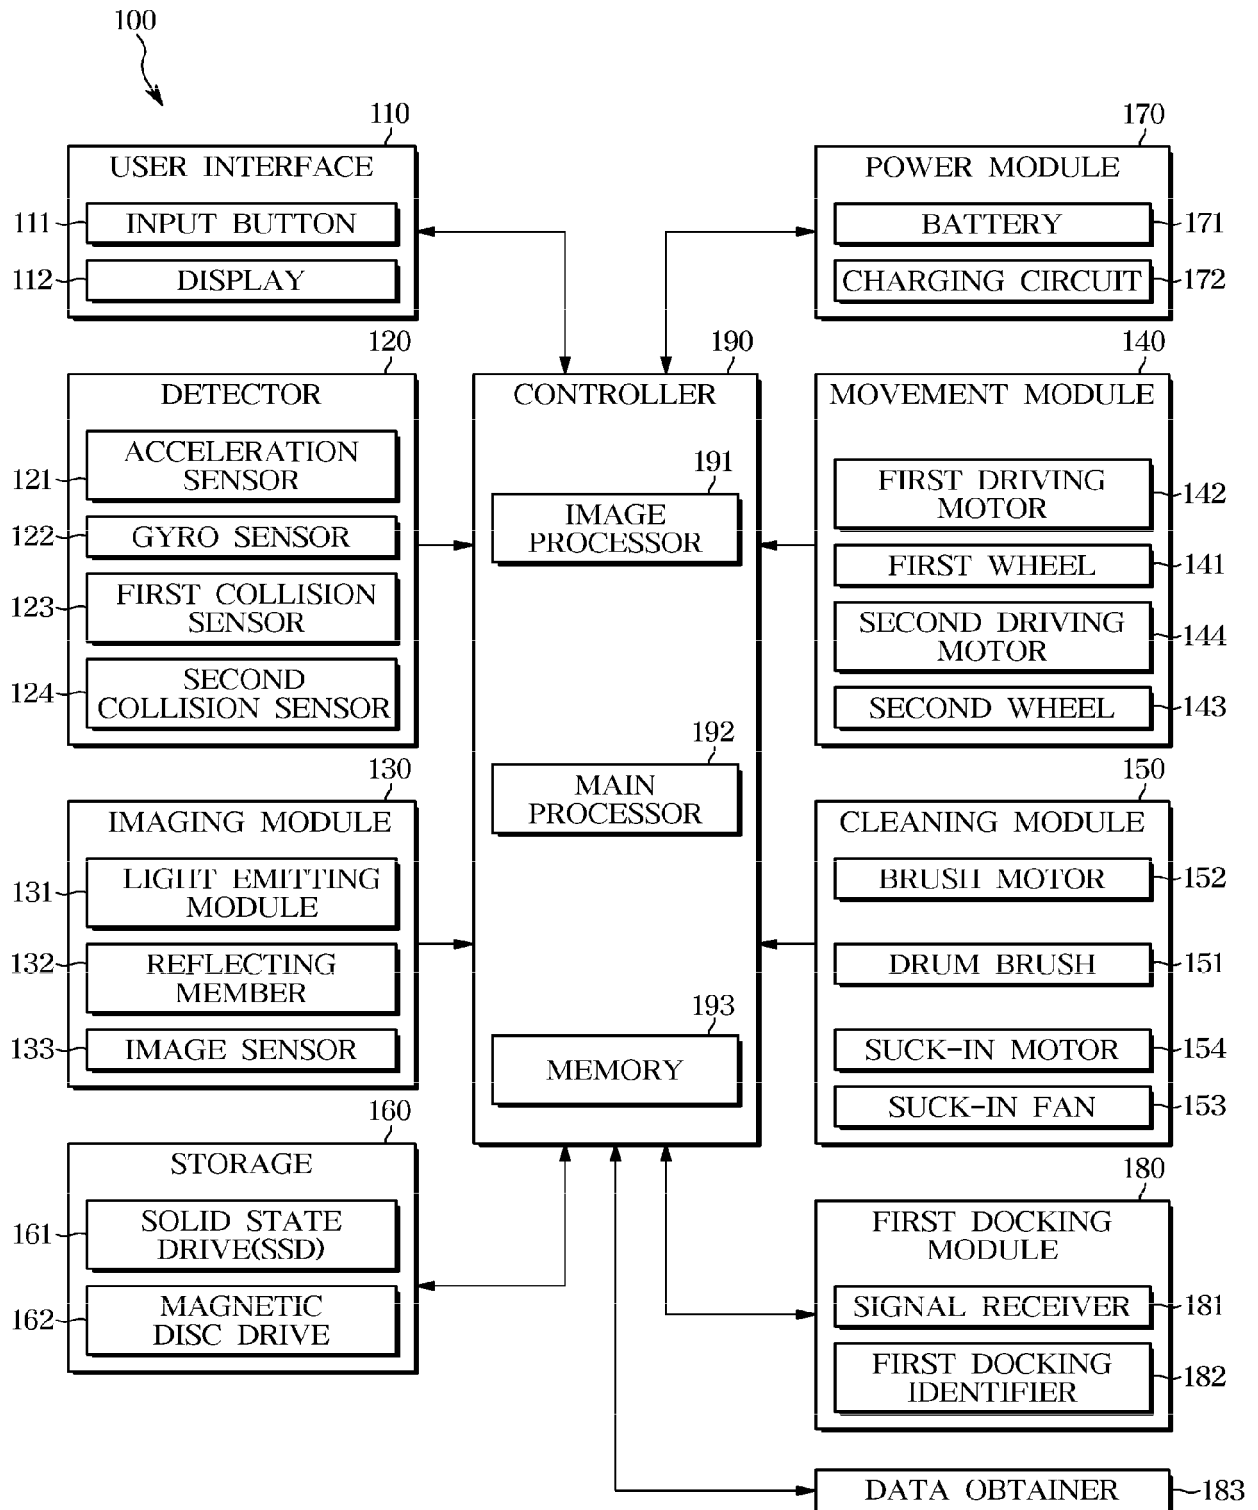 100
110
USER INTERFACE
111
INPUT BUTTON
112
DISPLAY
170
POWER MODULE
BATTERY
171
CHARGING CIRCUIT
172
120
DETECTOR
121
ACCELERATION
SENSOR
122
GYRO SENSOR
123
FIRST COLLISION
SENSOR
124
SECOND
COLLISION SENSOR
190
CONTROLLER
191
IMAGE
PROCESSOR
192
MAIN
PROCESSOR
193
MEMORY
140
MOVEMENT MODULE
FIRST DRIVING
MOTOR
142
FIRST WHEEL
141
SECOND DRIVING
MOTOR
144
SECOND WHEEL
143
130
IMAGING MODULE
131
LIGHT EMITTING
MODULE
132
REFLECTING
MEMBER
133
IMAGE SENSOR
150
CLEANING MODULE
BRUSH MOTOR
152
DRUM BRUSH
151
SUCK-IN MOTOR
154
SUCK-IN FAN
153
160
STORAGE
161
SOLID STATE
DRIVE(SSD)
162
MAGNETIC
DISC DRIVE
180
FIRST DOCKING
MODULE
SIGNAL RECEIVER
181
FIRST DOCKING
IDENTIFIER
182
DATA OBTAINER
183